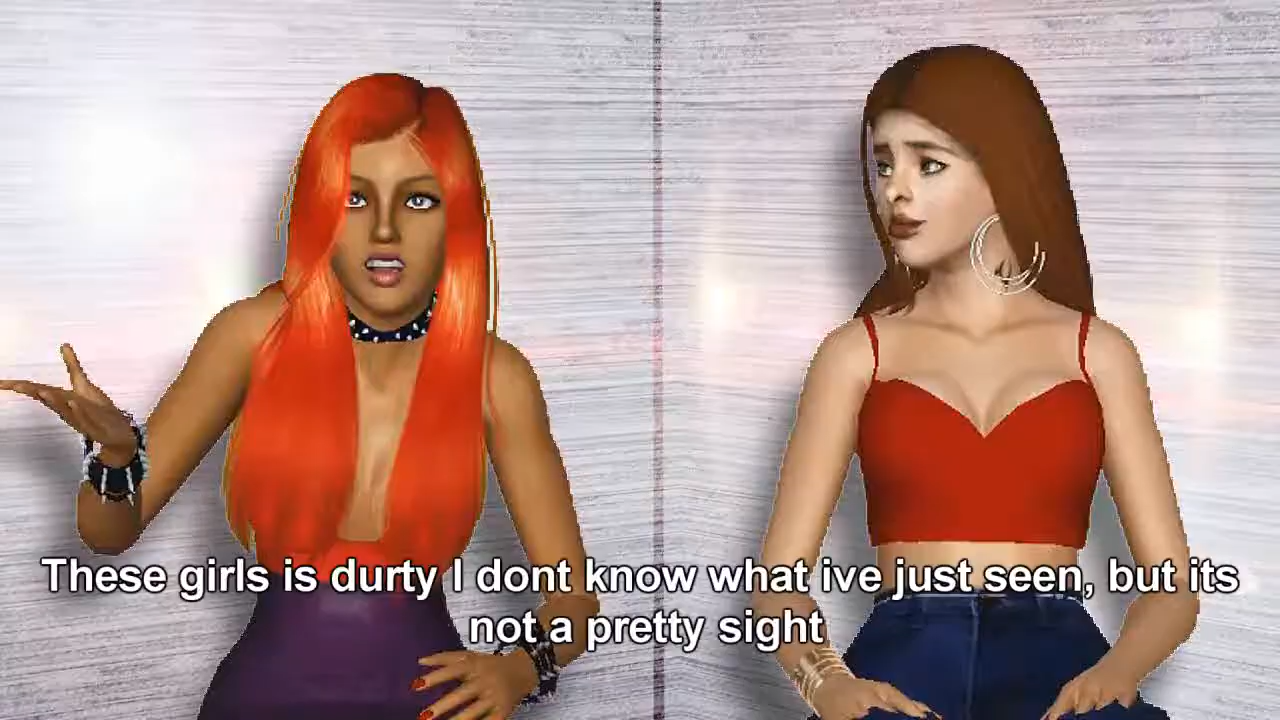 These girls is durty I dont know what ive just seen, but its
not a pretty sight